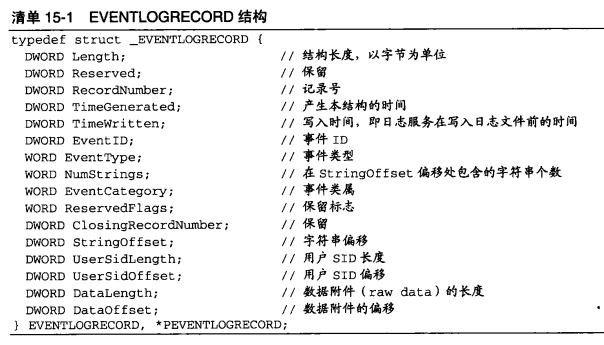 清单 15-1 EVENTLOGRECORD 结构
typedef struct _EVENTLOGRECORD {
DWORD Length; // 结构长度，以字节为单位
DWORD Reserved; // 保留
DWORD RecordNumber; // 记录号
DWORD TimeGenerated; // 产生本结构的时间
DWORD TimeWritten; // 写入时间，即日志服务在写入日志文件前的时间
DWORD EventID; // 事件 ID
WORD EventType; // 事件类型
WORD NumStrings; // 在 StringOffset 偏移处包含的字符串个数
WORD EventCategory; // 事件类属
WORD ReservedFlags; // 保留标志
DWORD ClosingRecordNumber; // 保留
DWORD StringOffset; // 字符串偏移
DWORD UserSidLength; // 用户 SID 长度
DWORD UserSidOffset; // 用户 SID 偏移
DWORD DataLength; // 数据附件（raw data）的长度
DWORD DataOffset; // 数据附件的偏移
} EVENTLOGRECORD, *PEVENTLOGRECORD;